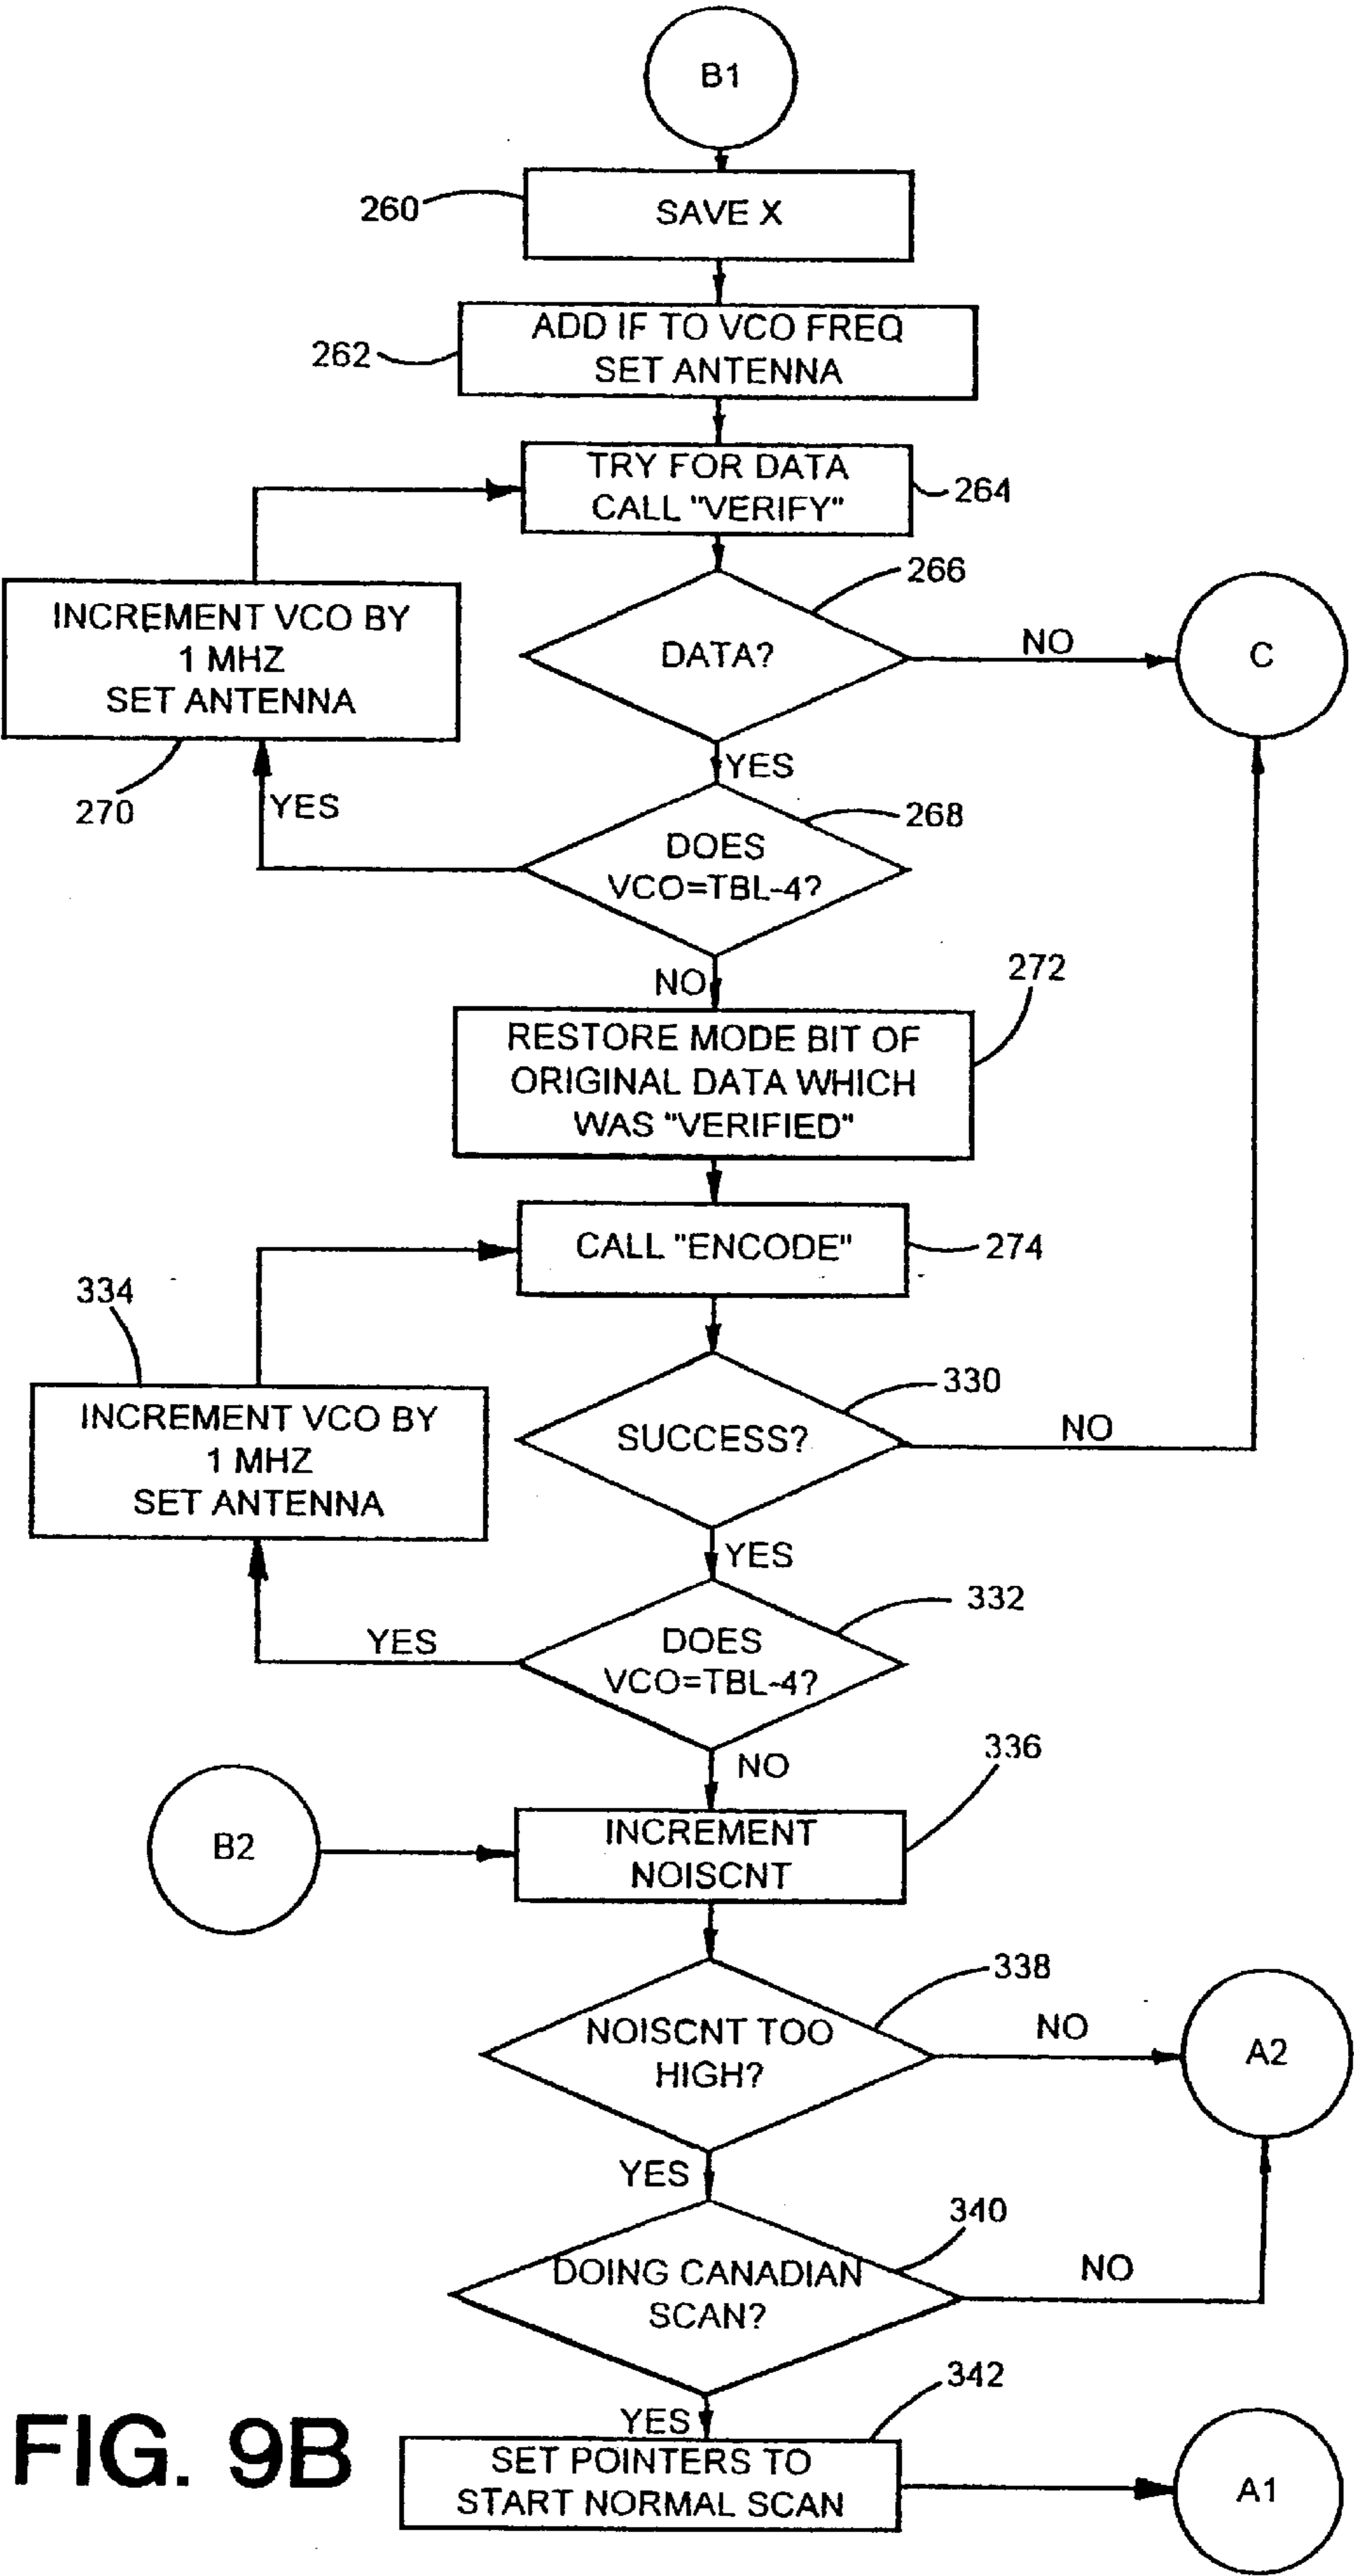 B1
260
SAVE X
262
ADD IF TO VCO FREQ
SET ANTENNA
TRY FOR DATA
CALL "VERIFY"
264
266
INCREMENT VCO BY
1 MHZ
SET ANTENNA
DATA?
NO
C
YES
270
YES
268
DOES
VCO=TBL-4?
NO
272
RESTORE MODE BIT OF
ORIGINAL DATA WHICH
WAS "VERIFIED"
CALL "ENCODE"
274
334
330
INCREMENT VCO BY
1 MHZ
SET ANTENNA
SUCCESS?
NO
YES
332
YES
DOES
VCO=TBL-4?
NO
336
B2
INCREMENT
NOISCNT
338
NOISCNT TOO
HIGH?
NO
A2
YES
340
DOING CANADIAN
SCAN?
NO
342
YES
FIG. 9B
SET POINTERS TO
START NORMAL SCAN
A1